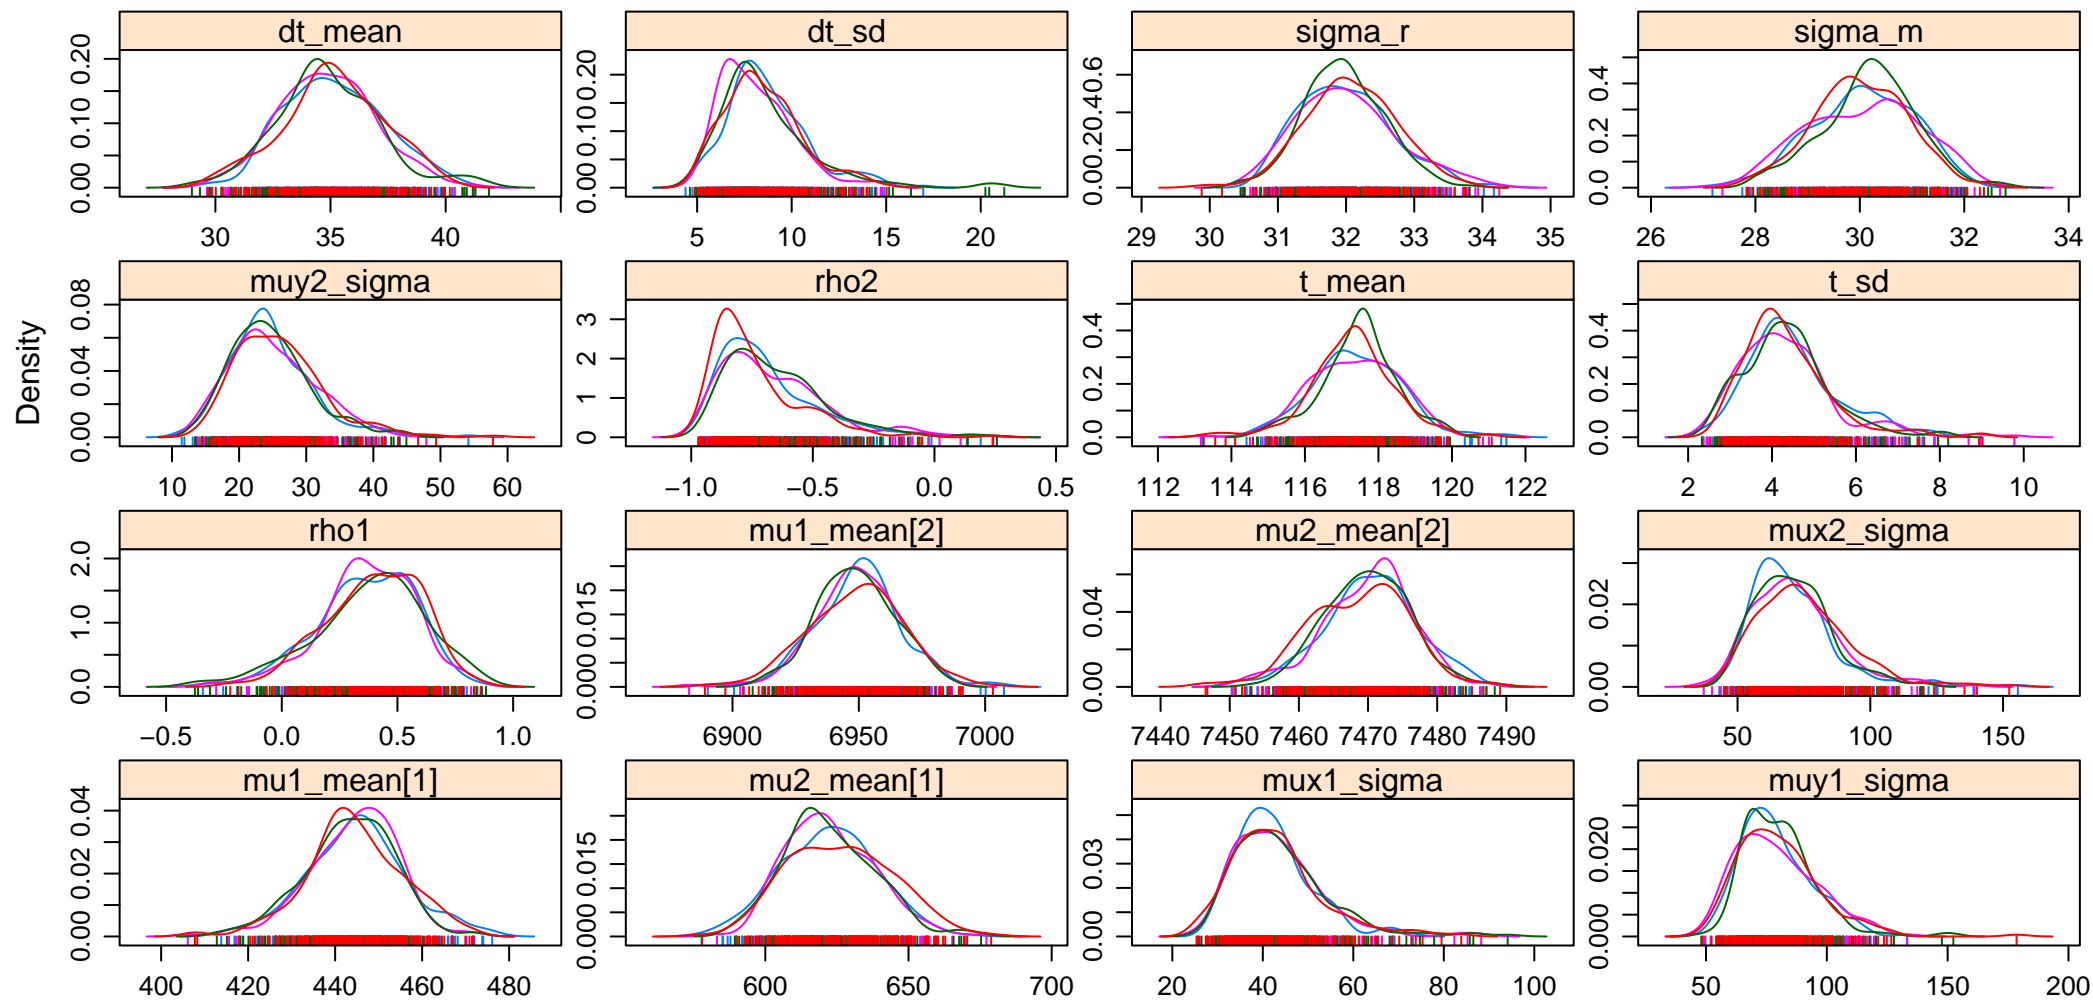 dt_mean
dt_sd
sigma_r
sigma_m
0.00 0.10 0.20
0.00 0.10 0.20
0.0 0.2 0.4 0.6
0.0 0.2 0.4
30 35 40
5 10 15 20
29 30 31 32 33 34 35
26 28 30 32 34
muy2_sigma
rho2
t_mean
t_sd
0.00 0.04 0.08
0 1 2 3
0.0 0.2 0.4
0.0 0.2 0.4
10 20 30 40 50 60
−1.0 −0.5 0.0 0.5
112 114 116 118 120 122
2 4 6 8 10
Density
rho1
mu1_mean[2]
mu2_mean[2]
mux2_sigma
0.0 1.0 2.0
0.000 0.015
0.00 0.04
0.00 0.02
−0.5 0.0 0.5 1.0
6900 6950 7000
7440 7450 7460 7470 7480 7490
50 100 150
mu1_mean[1]
mu2_mean[1]
mux1_sigma
muy1_sigma
0.00 0.02 0.04
0.000 0.015
0.00 0.03
0.000 0.020
400 420 440 460 480
600 650 700
20 40 60 80 100
50 100 150 200